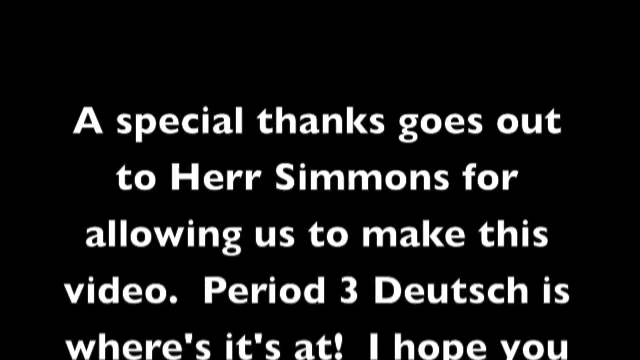 A special thanks goes out
to Herr Simmons for
allowing us to make this
video.  Period 3 Deutsch is
where's it's at!  I hope you